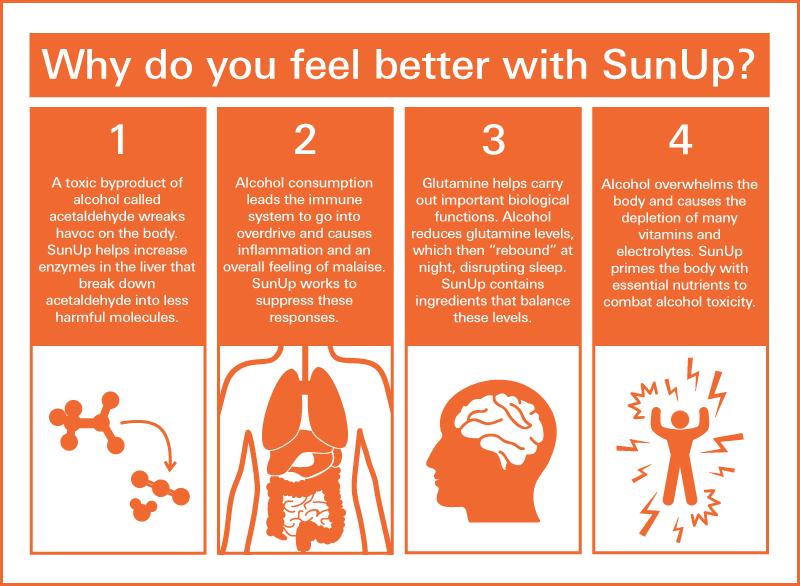 Why do you feel better with SunUp?
1
A toxic byproduct of
alcohol called
acetaldehyde wreaks
havoc on the body.
SunUp helps increase
enzymes in the liver that
break down
acetaldehyde into less
harmful molecules.
2
Alcohol consumption
leads the immune
system to go into
overdrive and causes
inflammation and an
overall feeling of malaise.
SunUp works to
suppress these
responses.
3
Glutamine helps carry
out important biological
functions. Alcohol
reduces glutamine levels,
which then “rebound” at
night, disrupting sleep.
SunUp contains
ingredients that balance
these levels.
4
Alcohol overwhelms the
body and causes the
depletion of many
vitamins and
electrolytes. SunUp
primes the body with
essential nutrients to
combat alcohol toxicity.